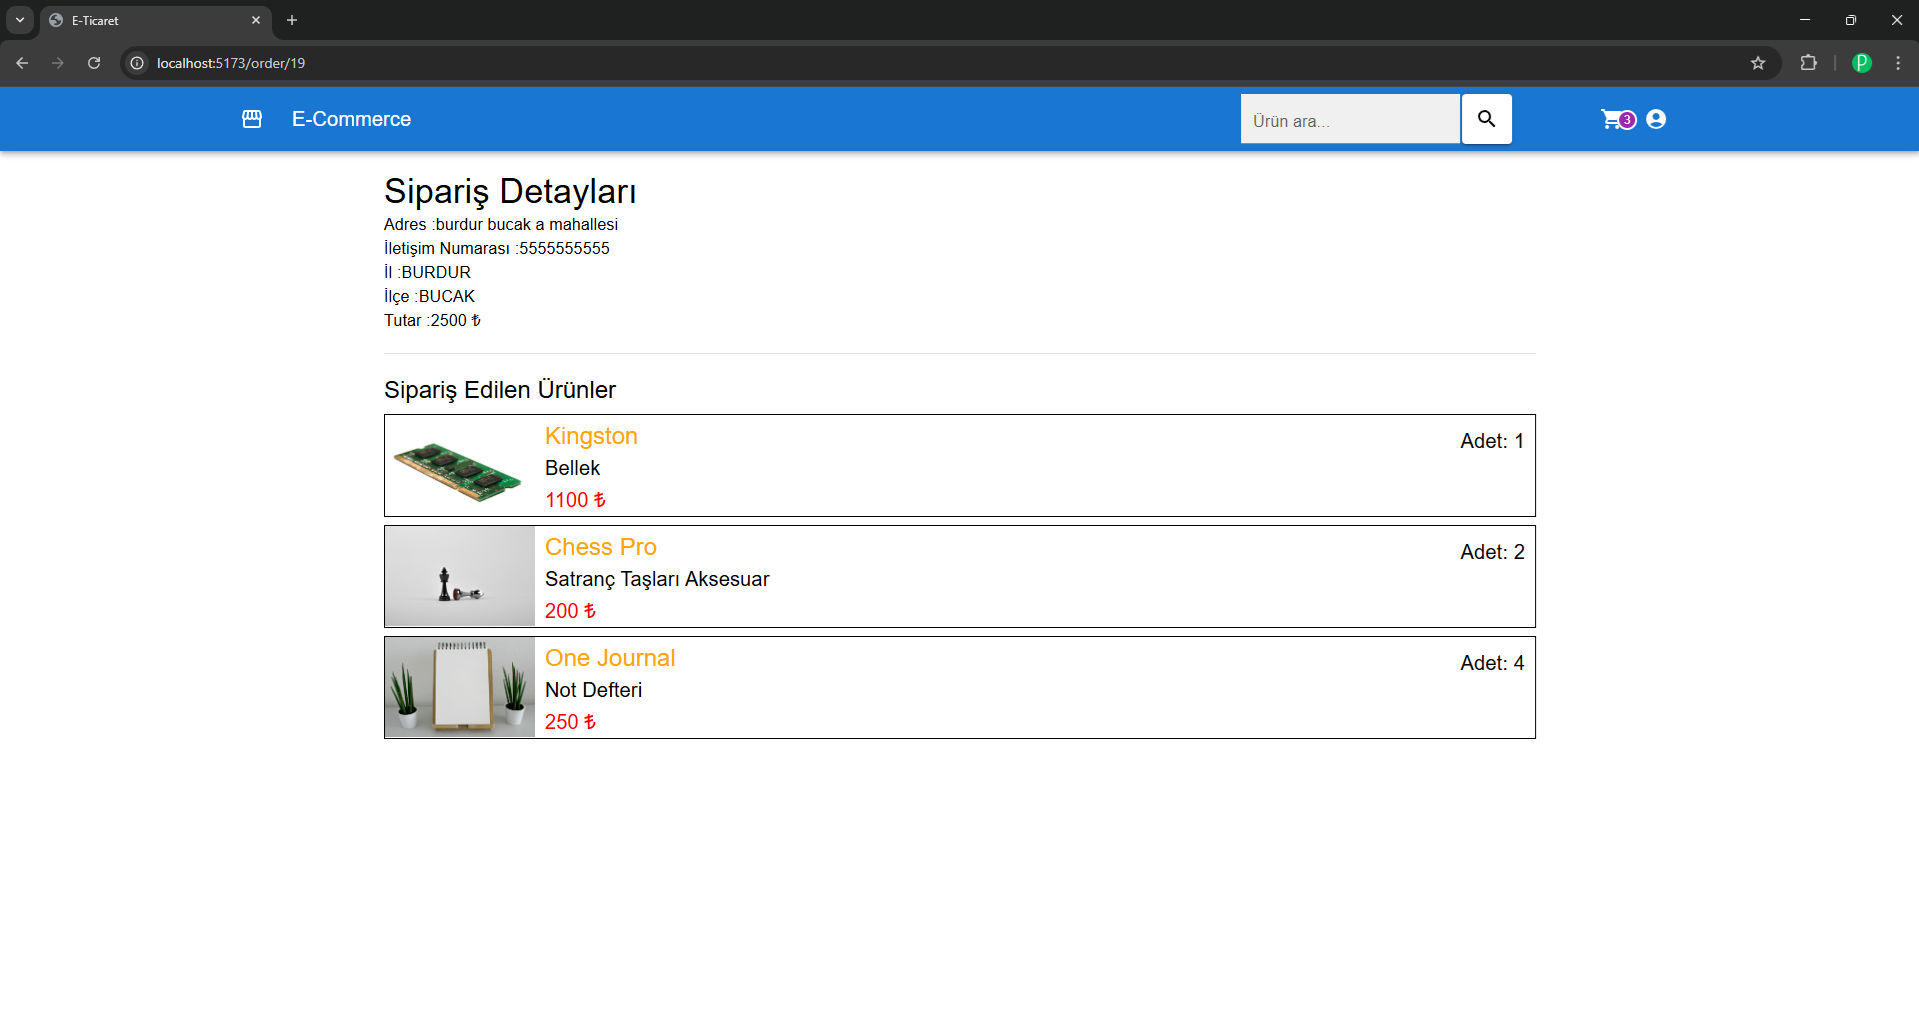 E-Ticaret
localhost:5173/order/19
E-Commerce
Ürün ara...
3
Sipariş Detayları
Adres :burdur bucak a mahallesi
İletişim Numarası :5555555555
İl :BURDUR
İlçe :BUCAK
Tutar :2500 ₺
Sipariş Edilen Ürünler
Kingston
Adet: 1
Bellek
1100 ₺
Chess Pro
Adet: 2
Satranç Taşları Aksesuar
200 ₺
One Journal
Adet: 4
Not Defteri
250 ₺